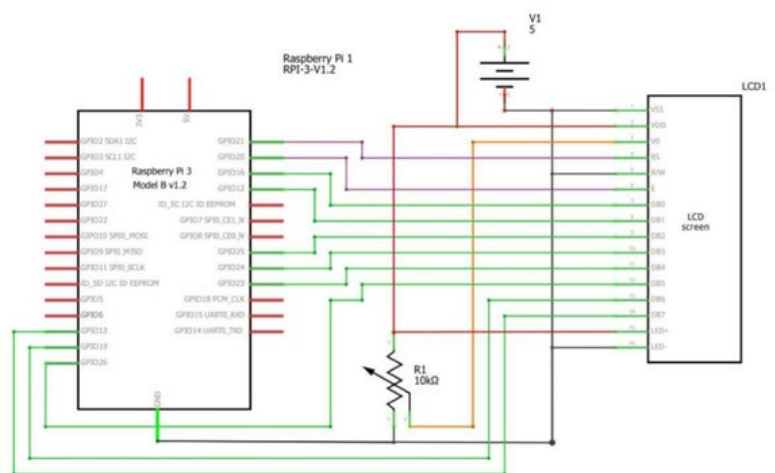 V1
5
Raspberry Pi 1
RPI-3-V1.2
LCD1
3V3
5V
GPIO2 SDA1 I2C
GPIO3 SCL1 I2C
GPIO4
GPIO17
GPIO27
GPIO22
GPIO10 SPI0_MOSI
GPIO9 SPI0_MISO
GPIO11 SPI0_SCLK
ID_SD I2C ID EEPROM
GPIO5
GPIO6
GPIO13
GPIO19
GPIO26
Raspberry Pi 3
Model B v1.2
GPIO21
GPIO20
GPIO16
GPIO12
ID_SC I2C ID EEPROM
GPIO7 SPI0_CE1_N
GPIO8 SPI0_CE0_N
GPIO25
GPIO24
GPIO23
GPIO18 PCM_CLK
GPIO15 UART0_RXD
GPIO14 UART0_TXD
GND
R1
10kΩ
VSS
VDD
V0
RS
R/W
E
DB0
DB1
DB2
DB3
DB4
DB5
DB6
DB7
LED+
LED-
LCD
screen